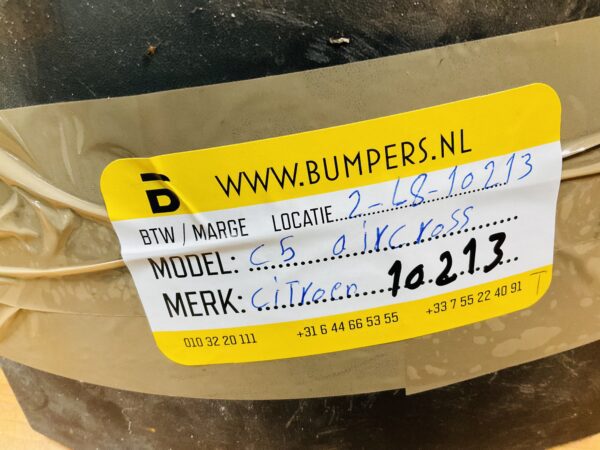 B WWW.BUMPERS.NL
BTW / MARGE LOCATIE 2-L8-10213
MODEL: C5 aircross
MERK: CiTroen 10213
010 32 20 111 +31 6 44 66 53 55 +33 7 55 22 40 91 T